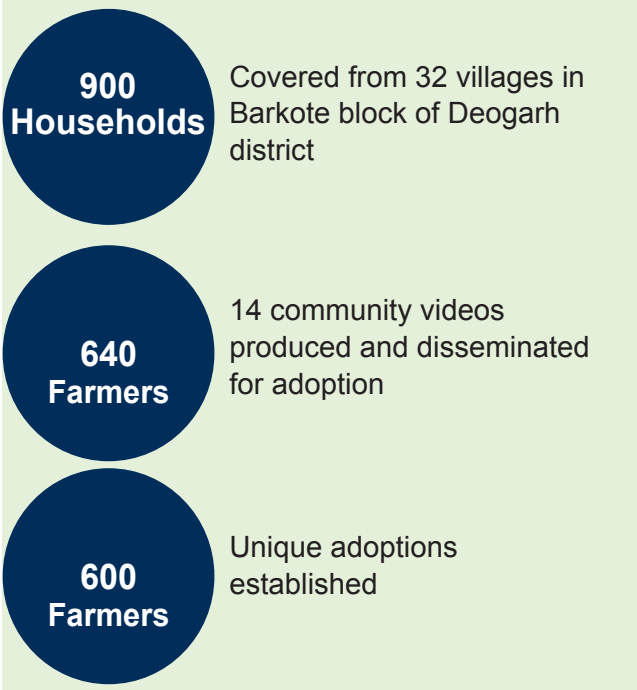 900
Households
Covered from 32 villages in
Barkote block of Deogarh
district
640
Farmers
14 community videos
produced and disseminated
for adoption
600
Farmers
Unique adoptions
established